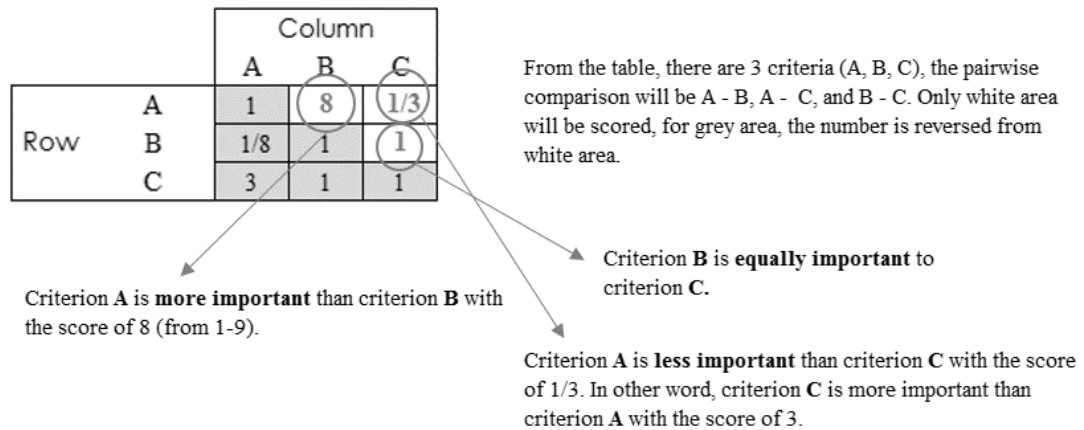 Column
A B C
A 1 8 1/3
Row B 1/8 1 1
C 3 1 1
From the table, there are 3 criteria (A, B, C), the pairwise
comparison will be A - B, A - C, and B - C. Only white area
will be scored, for grey area, the number is reversed from
white area.
Criterion B is equally important to
criterion C.
Criterion A is more important than criterion B with
the score of 8 (from 1-9).
Criterion A is less important than criterion C with the score
of 1/3. In other word, criterion C is more important than
criterion A with the score of 3.